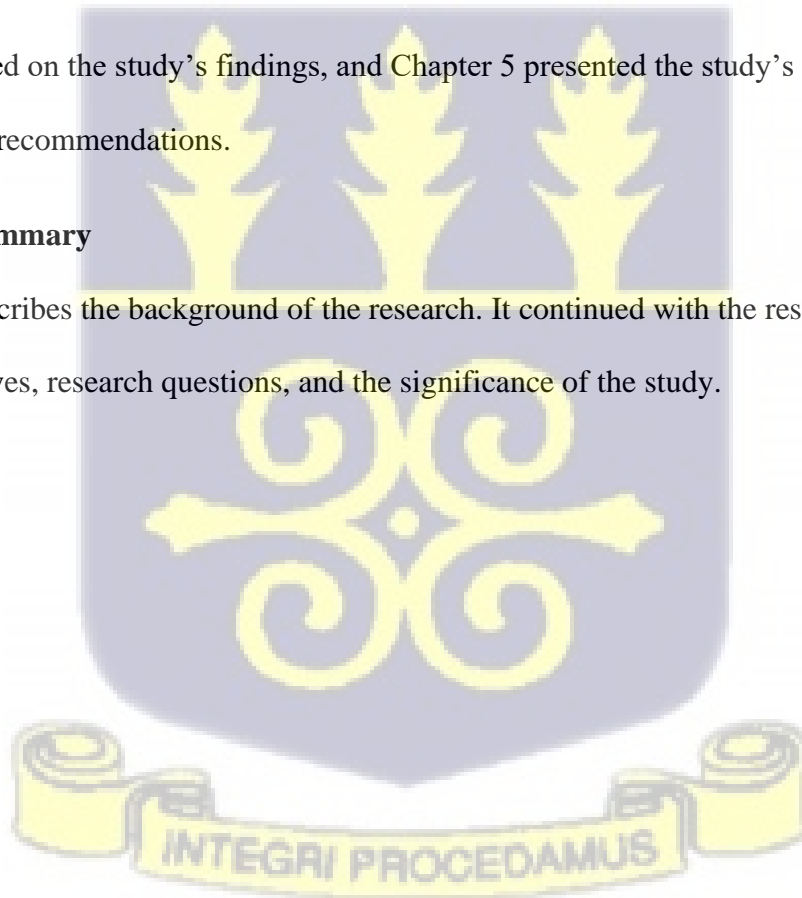 ed on the study’s findings, and Chapter 5 presented the study’s
recommendations.
mmary
cribes the background of the research. It continued with the res
ves, research questions, and the significance of the study.
INTEGRI PROCEDAMUS